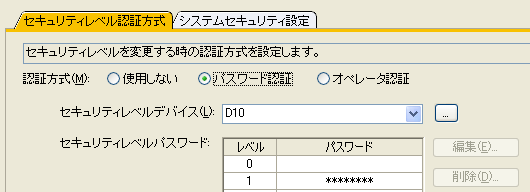 セキュリティレベル認証方式 システムセキュリティ設定
セキュリティレベルを変更する時の認証方式を設定します。
認証方式(M): 使用しない パスワード認証 オペレータ認証
セキュリティレベルデバイス(L): D10 ...
セキュリティレベルパスワード: レベル パスワード 編集(E)...
0
1 ******** 削除(D)...